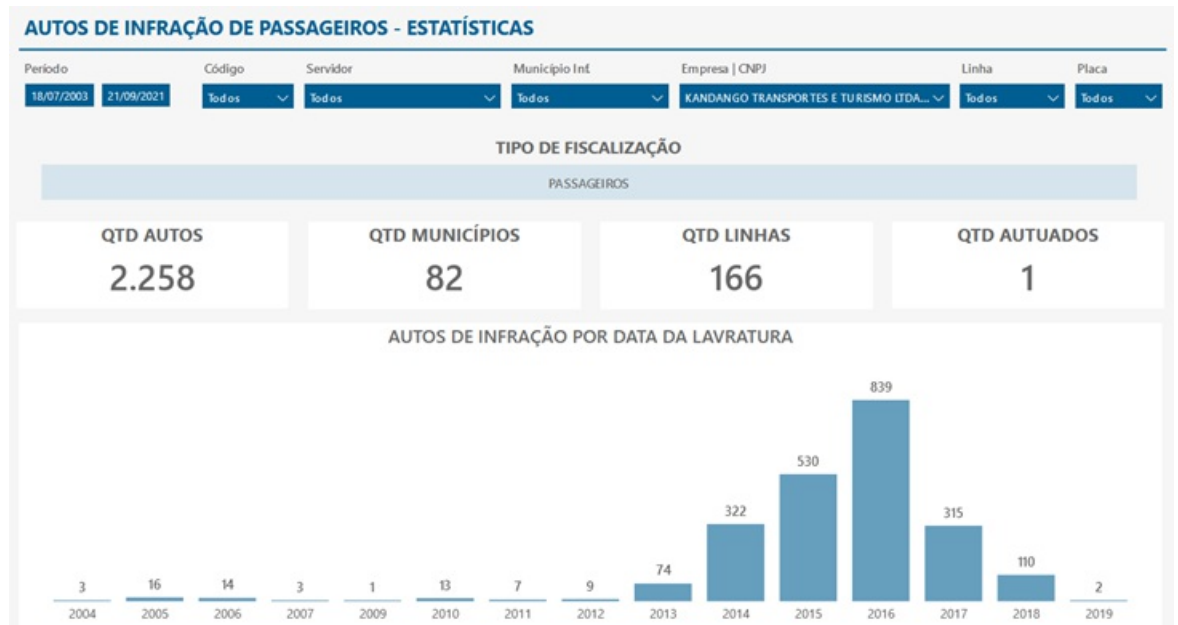 AUTOS DE INFRAÇÃO DE PASSAGEIROS - ESTATÍSTICAS
Período Código Servidor Município Inf. Empresa | CNPJ Linha Placa
18/07/2003 21/09/2021 Todos Todos Todos KANDANGO TRANSPORTES E TURISMO LTDA... Todos Todos
TIPO DE FISCALIZAÇÃO
PASSAGEIROS
QTD AUTOS QTD MUNICÍPIOS QTD LINHAS QTD AUTUADOS
2.258 82 166 1
AUTOS DE INFRAÇÃO POR DATA DA LAVRATURA
3 16 14 3 1 13 7 9 74 322 530 839 315 110 2
2004 2005 2006 2007 2009 2010 2011 2012 2013 2014 2015 2016 2017 2018 2019